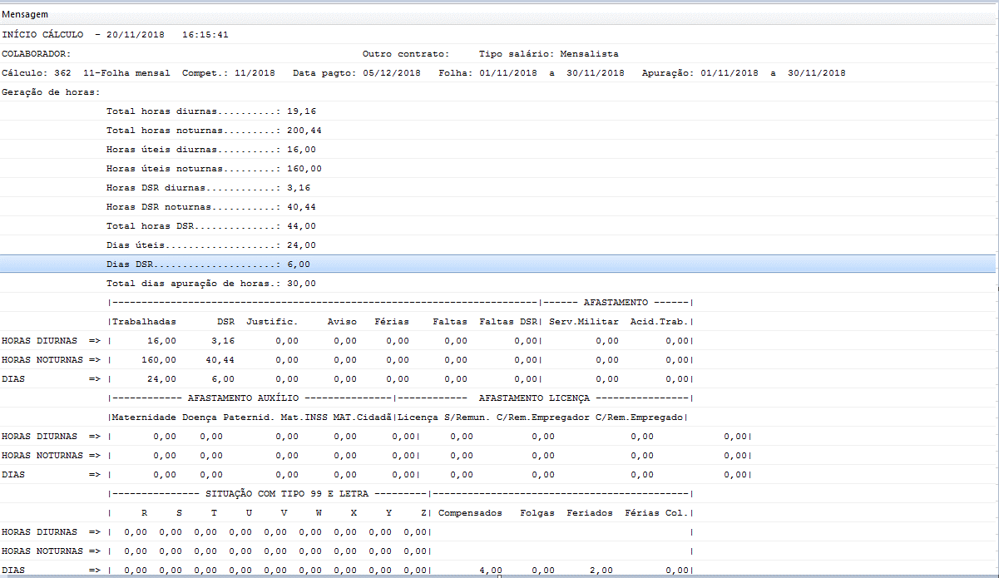 Mensagem
INÍCIO CÁLCULO - 20/11/2018 16:15:41
COLABORADOR: Outro contrato: Tipo salário: Mensalista
Cálculo: 362 11-Folha mensal Compet.: 11/2018 Data pagto: 05/12/2018 Folha: 01/11/2018 a 30/11/2018 Apuração: 01/11/2018 a 30/11/2018
Geração de horas:
Total horas diurnas..........: 19,16
Total horas noturnas.........: 200,44
Horas úteis diurnas..........: 16,00
Horas úteis noturnas.........: 160,00
Horas DSR diurnas............: 3,16
Horas DSR noturnas...........: 40,44
Total horas DSR..............: 44,00
Dias úteis...................: 24,00
Dias DSR.....................: 6,00
Total dias apuração de horas.: 30,00
|-------------------------------------------------------------------------|------ AFASTAMENTO ------|
|Trabalhadas DSR Justific. Aviso Férias Faltas Faltas DSR| Serv.Militar Acid.Trab.|
HORAS DIURNAS => | 16,00 3,16 0,00 0,00 0,00 0,00 0,00| 0,00 0,00|
HORAS NOTURNAS => | 160,00 40,44 0,00 0,00 0,00 0,00 0,00| 0,00 0,00|
DIAS => | 24,00 6,00 0,00 0,00 0,00 0,00 0,00| 0,00 0,00|
|------------ AFASTAMENTO AUXÍLIO ---------------|------------ AFASTAMENTO LICENÇA ----------------|
|Maternidade Doença Paternid. Mat.INSS MAT.Cidadã|Licença S/Remun. C/Rem.Empregador C/Rem.Empregado|
HORAS DIURNAS => | 0,00 0,00 0,00 0,00 0,00| 0,00 0,00 0,00 0,00|
HORAS NOTURNAS => | 0,00 0,00 0,00 0,00 0,00| 0,00 0,00 0,00 0,00|
DIAS => | 0,00 0,00 0,00 0,00 0,00| 0,00 0,00 0,00 0,00|
|--------------- SITUAÇÃO COM TIPO 99 E LETRA ---------|--------------------------------------------|
| R S T U V W X Y Z| Compensados Folgas Feriados Férias Col.|
HORAS DIURNAS => | 0,00 0,00 0,00 0,00 0,00 0,00 0,00 0,00 0,00| |
HORAS NOTURNAS => | 0,00 0,00 0,00 0,00 0,00 0,00 0,00 0,00 0,00| |
DIAS => | 0,00 0,00 0,00 0,00 0,00 0,00 0,00 0,00 0,00| 4,00 0,00 2,00 0,00|